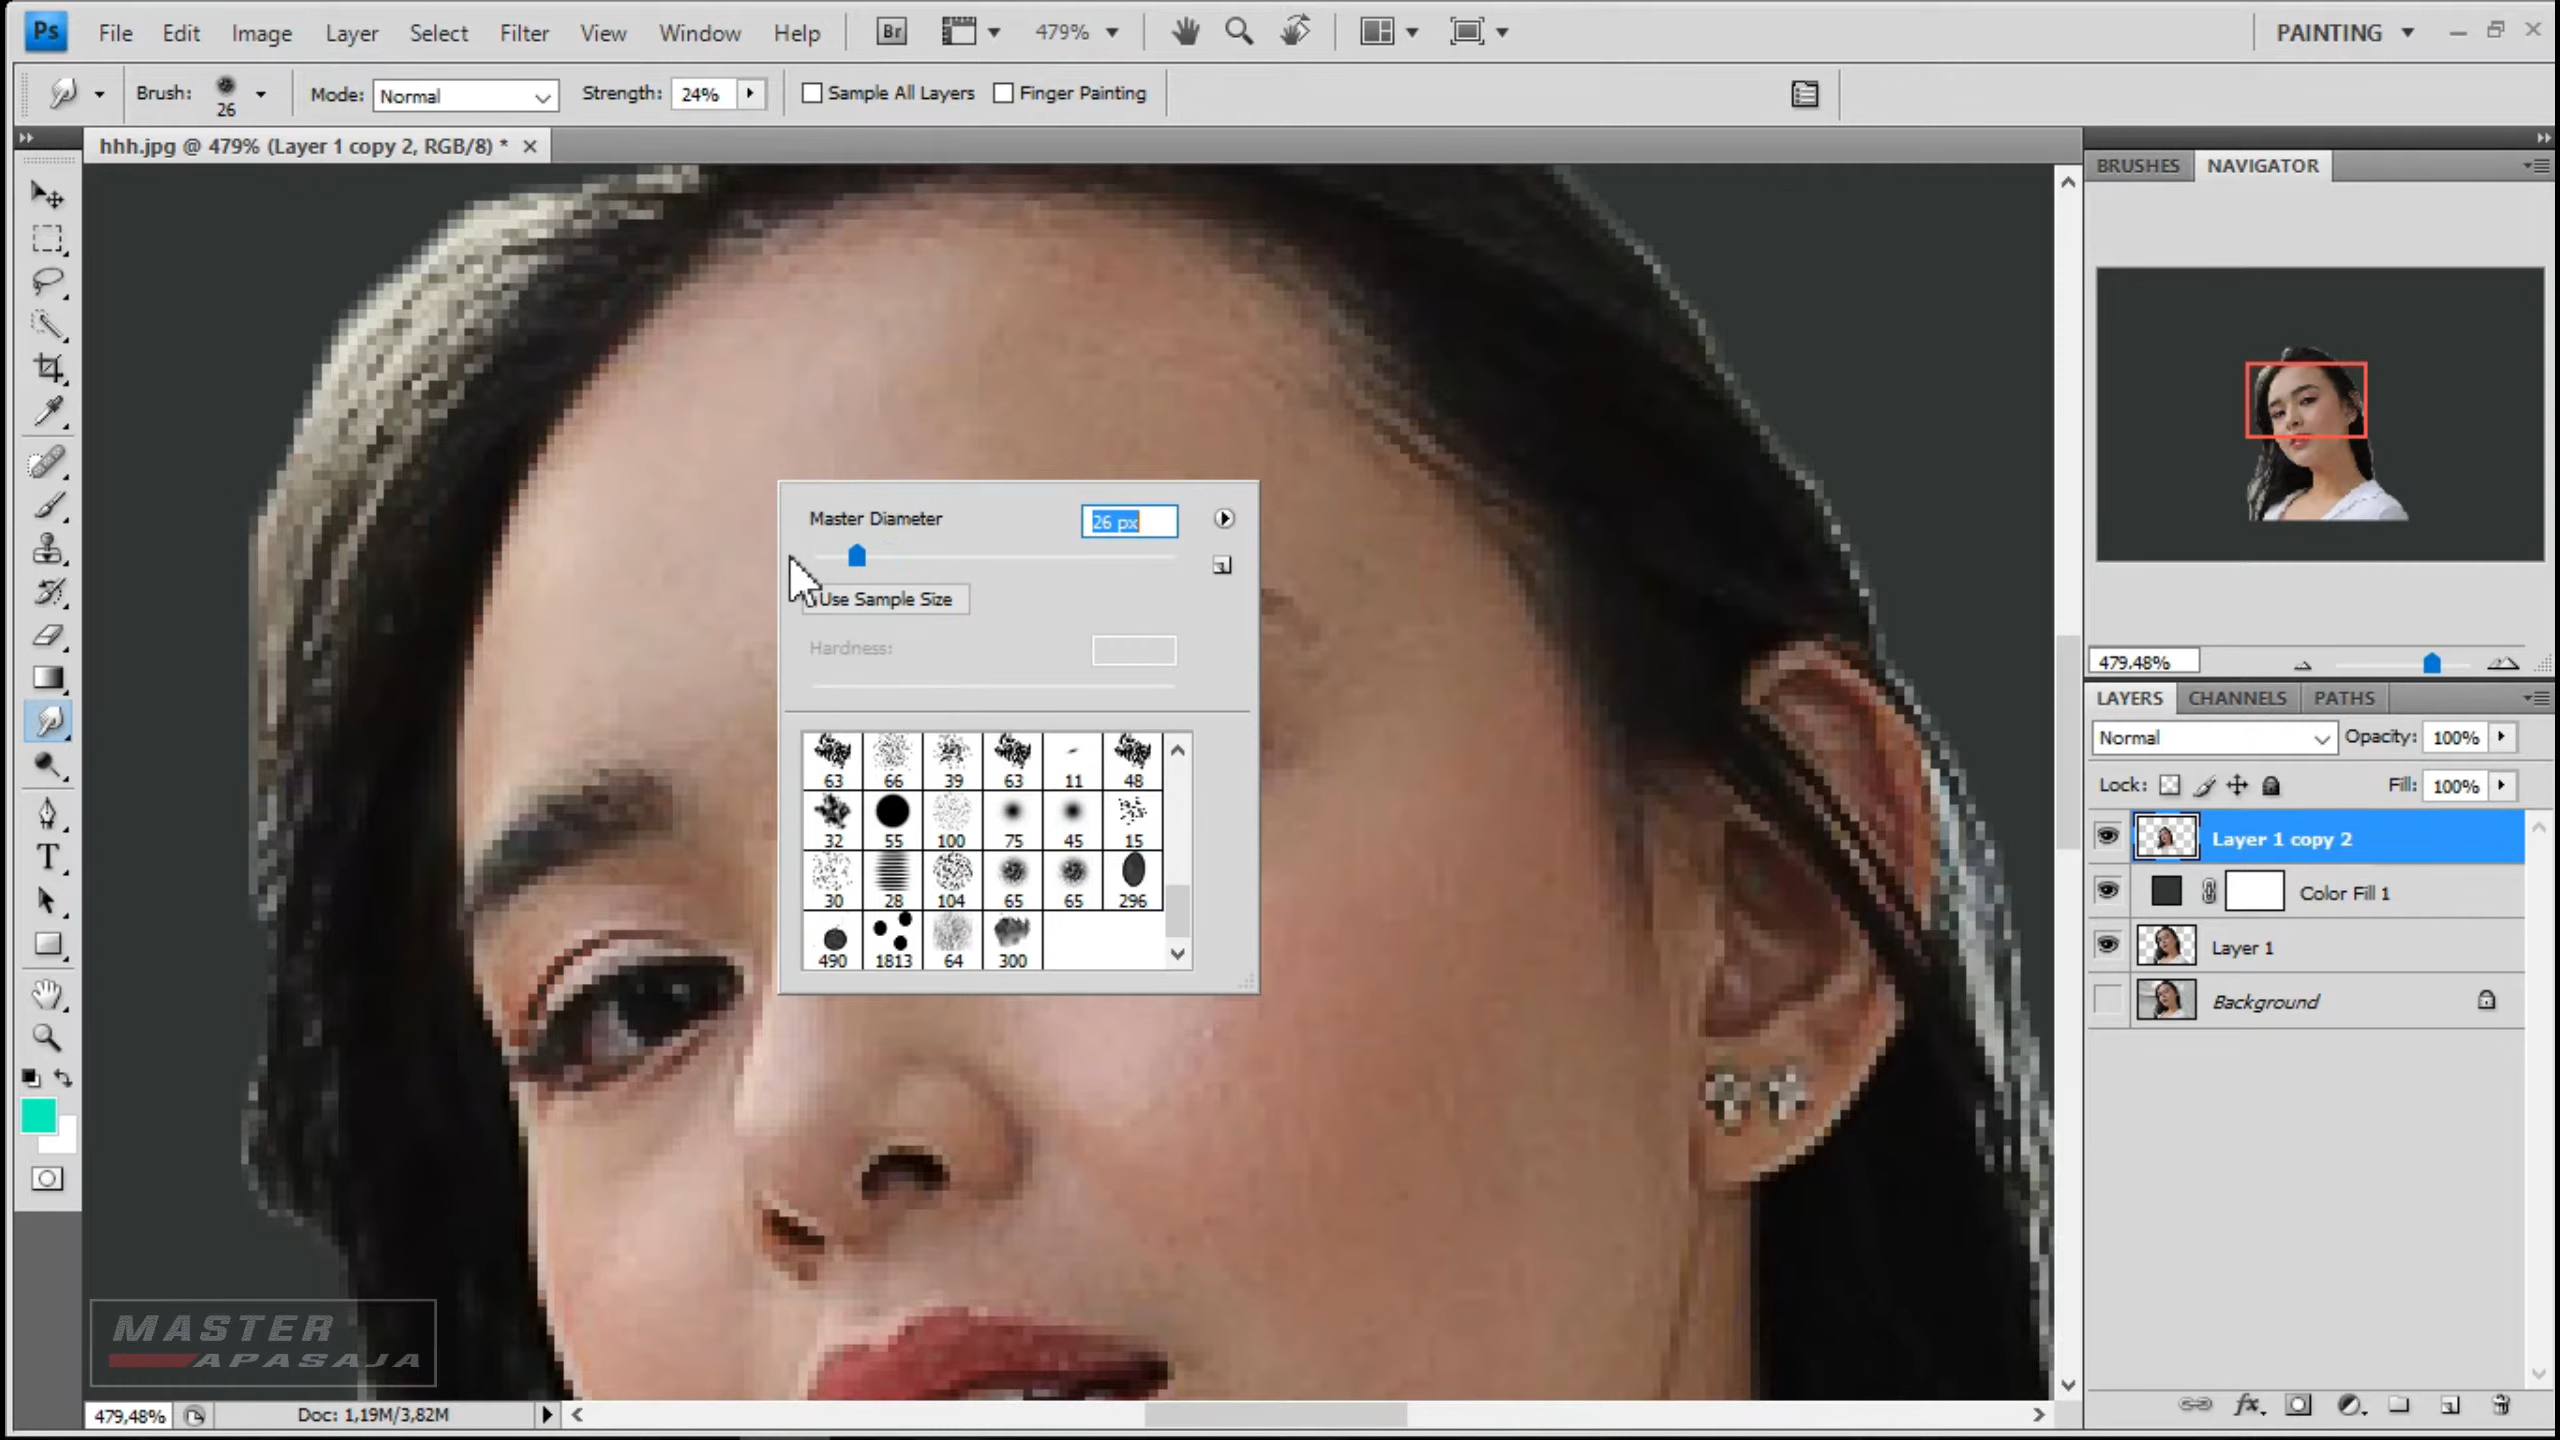 Ps File Edit Image Layer Select Filter View Window Help Br 479% PAINTING
Brush: 26 Mode: Normal Strength: 24% Sample All Layers Finger Painting
hhh.jpg @ 479% (Layer 1 copy 2, RGB/8) *
BRUSHES NAVIGATOR
Master Diameter 26 px
Use Sample Size
Hardness:
63 66 39 63 11 48
32 55 100 75 45 15
30 28 104 65 65 296
490 1813 64 300
479,48%
LAYERS CHANNELS PATHS
Normal Opacity: 100%
Lock: Fill: 100%
Layer 1 copy 2
Color Fill 1
Layer 1
Background
T
fx
MASTER
APASAJA
479,48% Doc: 1,19M/3,82M